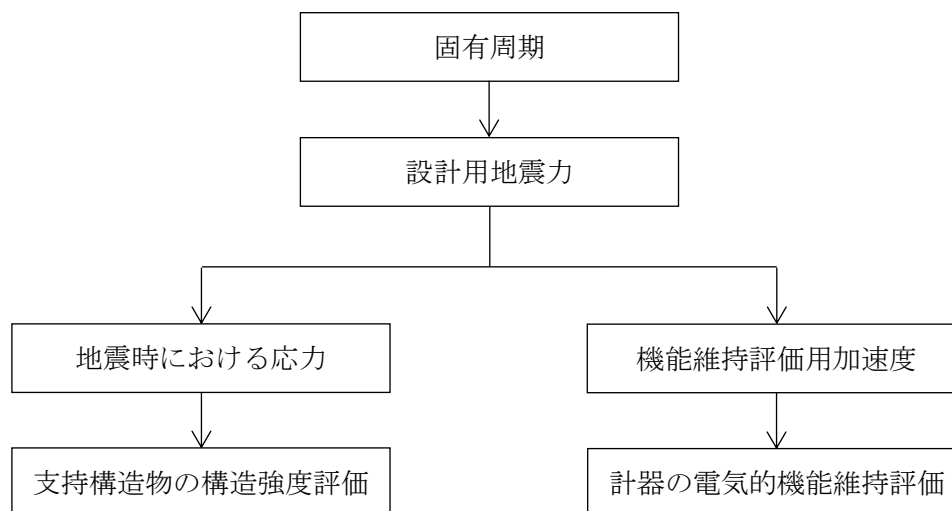 固有周期
設計用地震力
地震時における応力
機能維持評価用加速度
支持構造物の構造強度評価
計器の電気的機能維持評価